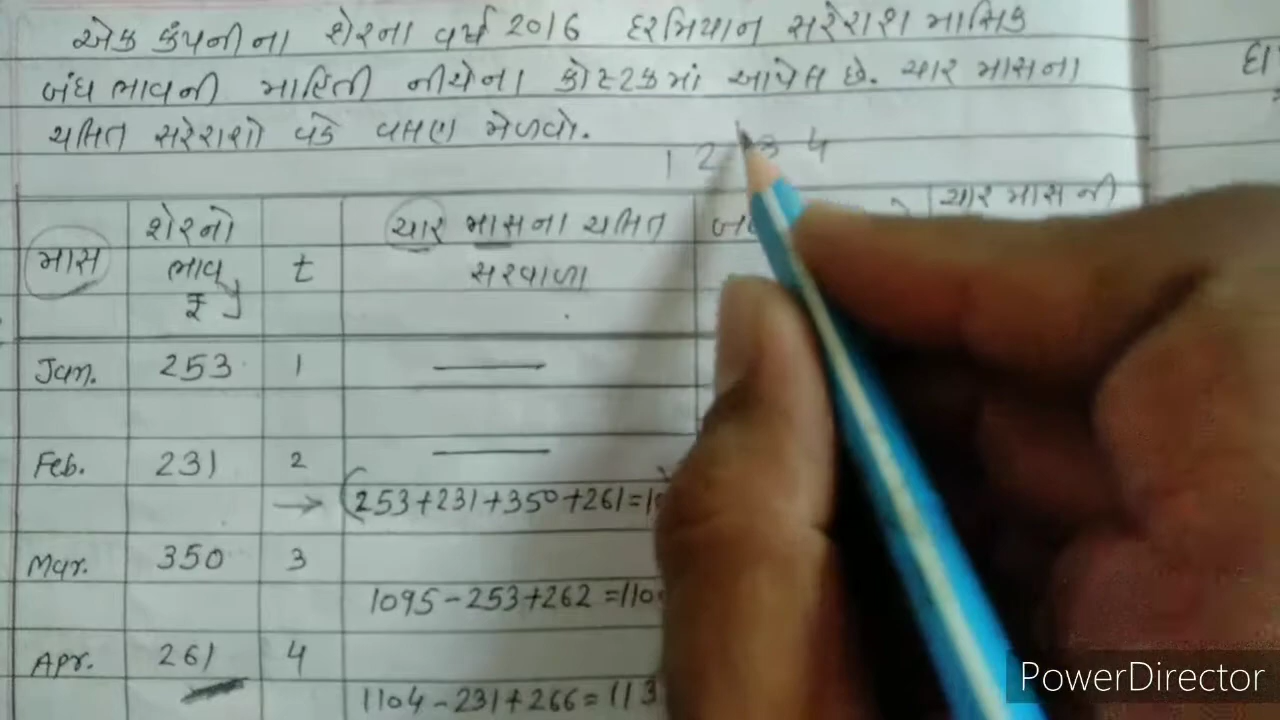 એક કંપનીના શેરના વર્ષ 2016 દરમિયાન સરેરાશ માસિક
બંધ ભાવની માહિતી નીચેના કોષ્ટકમાં આપેલ છે. ચાર માસના
ચલિત સરેરાશો વડે વલણ મેળવો.
1 2 3 4
માસ શેરનો ભાવ ₹ t ચાર માસના ચલિત સરવાળા ચાર માસ ની
Jan. 253 1 —
Feb. 231 2 —
→ (253+231+350+261=
Mar. 350 3
1095-253+262=110
Apr. 261 4
1104-231+266=113
PowerDirector